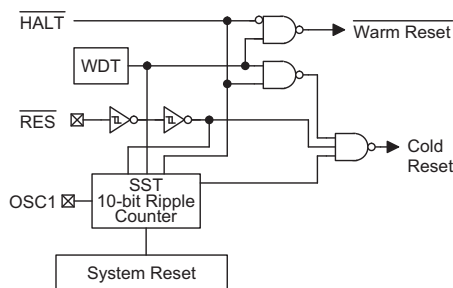 HALT
Warm Reset
WDT
RES
Cold
Reset
SST
10-bit Ripple
Counter
OSC1
System Reset